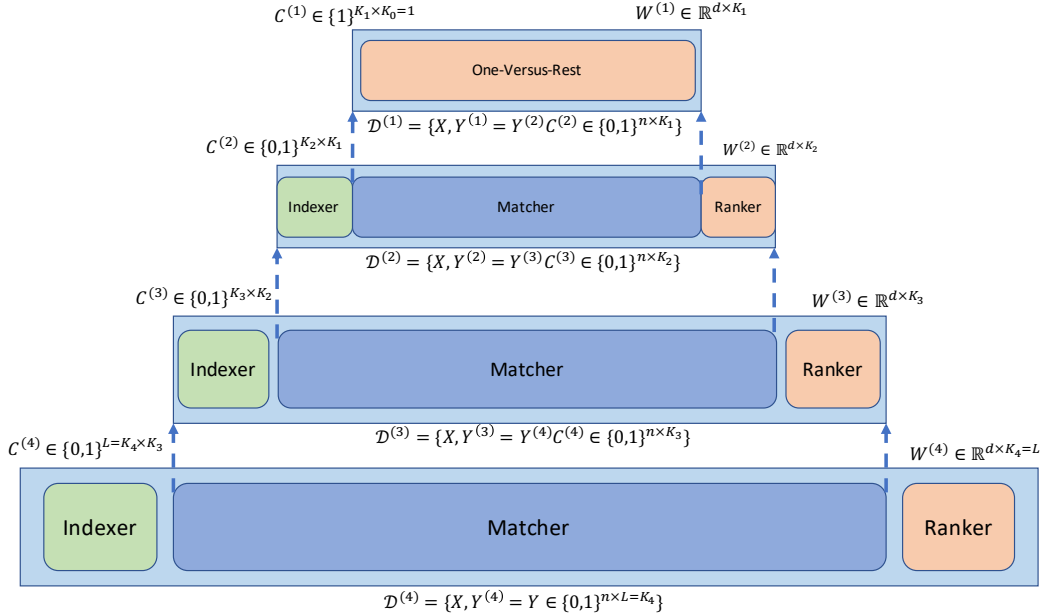 C^{(1)} ∈ {1}^{K_1×K_0=1}
W^{(1)} ∈ ℝ^{d×K_1}
One-Versus-Rest
𝒟^{(1)} = {X, Y^{(1)} = Y^{(2)}C^{(2)} ∈ {0,1}^{n×K_1}}
C^{(2)} ∈ {0,1}^{K_2×K_1}
W^{(2)} ∈ ℝ^{d×K_2}
Indexer
Matcher
Ranker
𝒟^{(2)} = {X, Y^{(2)} = Y^{(3)}C^{(3)} ∈ {0,1}^{n×K_2}}
C^{(3)} ∈ {0,1}^{K_3×K_2}
W^{(3)} ∈ ℝ^{d×K_3}
Indexer
Matcher
Ranker
𝒟^{(3)} = {X, Y^{(3)} = Y^{(4)}C^{(4)} ∈ {0,1}^{n×K_3}}
C^{(4)} ∈ {0,1}^{L=K_4×K_3}
W^{(4)} ∈ ℝ^{d×K_4=L}
Indexer
Matcher
Ranker
𝒟^{(4)} = {X, Y^{(4)} = Y ∈ {0,1}^{n×L=K_4}}